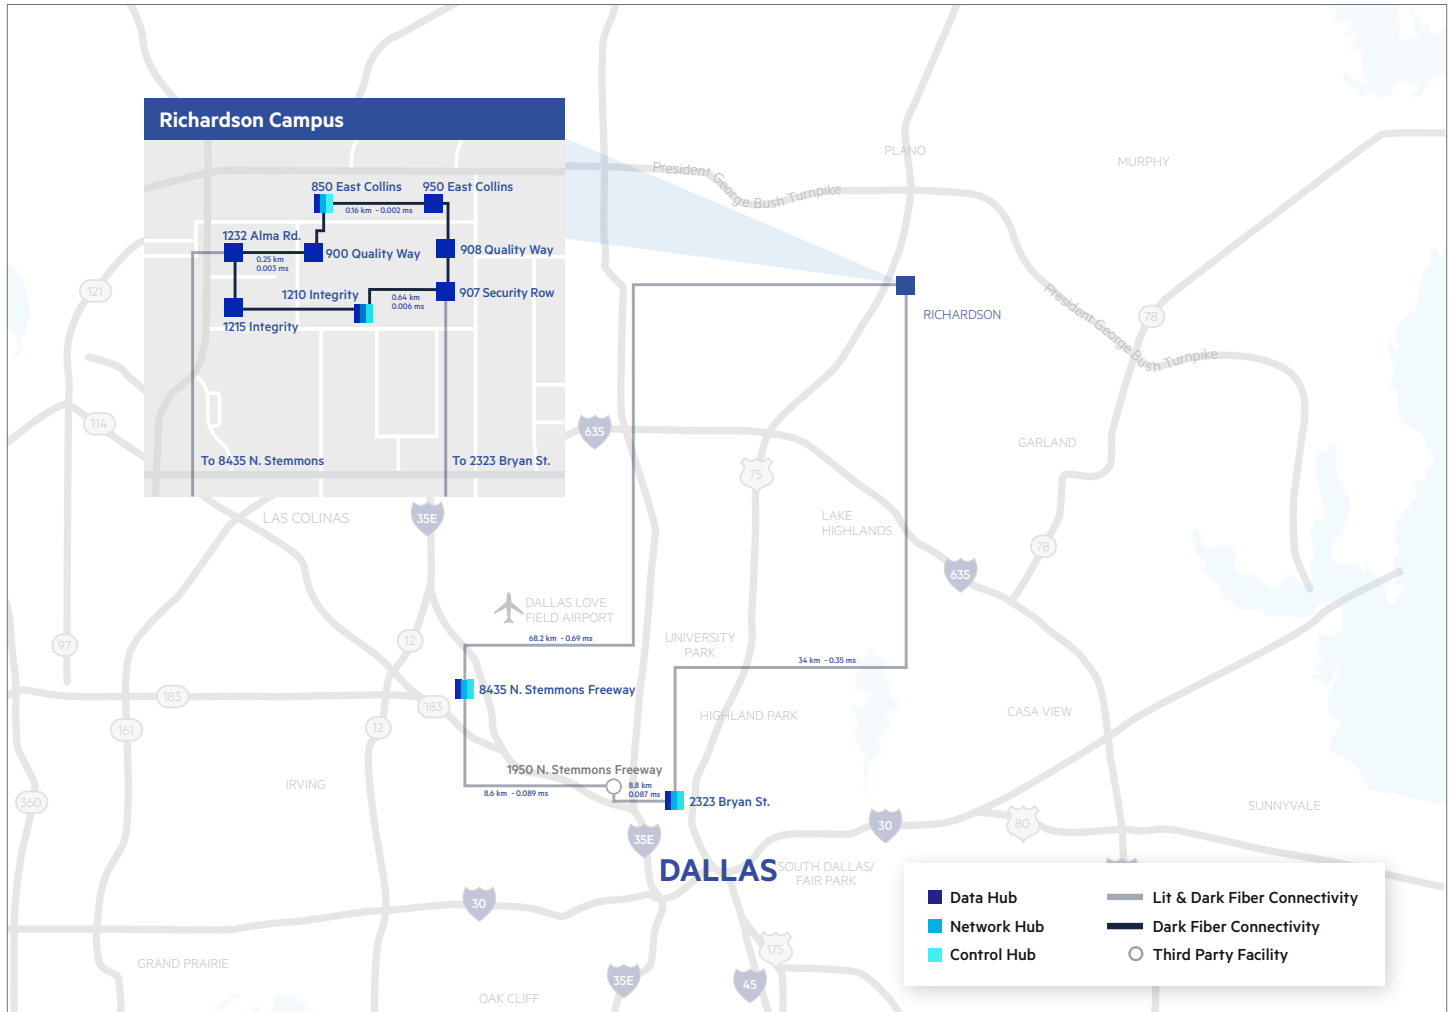 Richardson Campus
850 East Collins
950 East Collins
0.16 km - 0.002 ms
1232 Alma Rd.
900 Quality Way
908 Quality Way
0.25 km
0.003 ms
1210 Integrity
0.64 km
0.006 ms
907 Security Row
1215 Integrity
To 8435 N. Stemmons
To 2323 Bryan St.
PLANO
MURPHY
President George Bush Turnpike
RICHARDSON
President George Bush Turnpike
78
121
114
635
75
GARLAND
LAS COLINAS
35E
LAKE
HIGHLANDS
78
635
DALLAS LOVE
FIELD AIRPORT
12
97
68.2 km - 0.69 ms
UNIVERSITY
PARK
34 km - 0.35 ms
8435 N. Stemmons Freeway
183
183
161
12
HIGHLAND PARK
CASA VIEW
1950 N. Stemmons Freeway
IRVING
8.6 km - 0.089 ms
8.8 km
0.087 ms
2323 Bryan St.
360
SUNNYVALE
30
80
35E
DALLAS
SOUTH DALLAS/
FAIR PARK
30
GRAND PRAIRIE
175
35E
45
OAK CLIFF
Data Hub
Network Hub
Control Hub
Lit & Dark Fiber Connectivity
Dark Fiber Connectivity
Third Party Facility